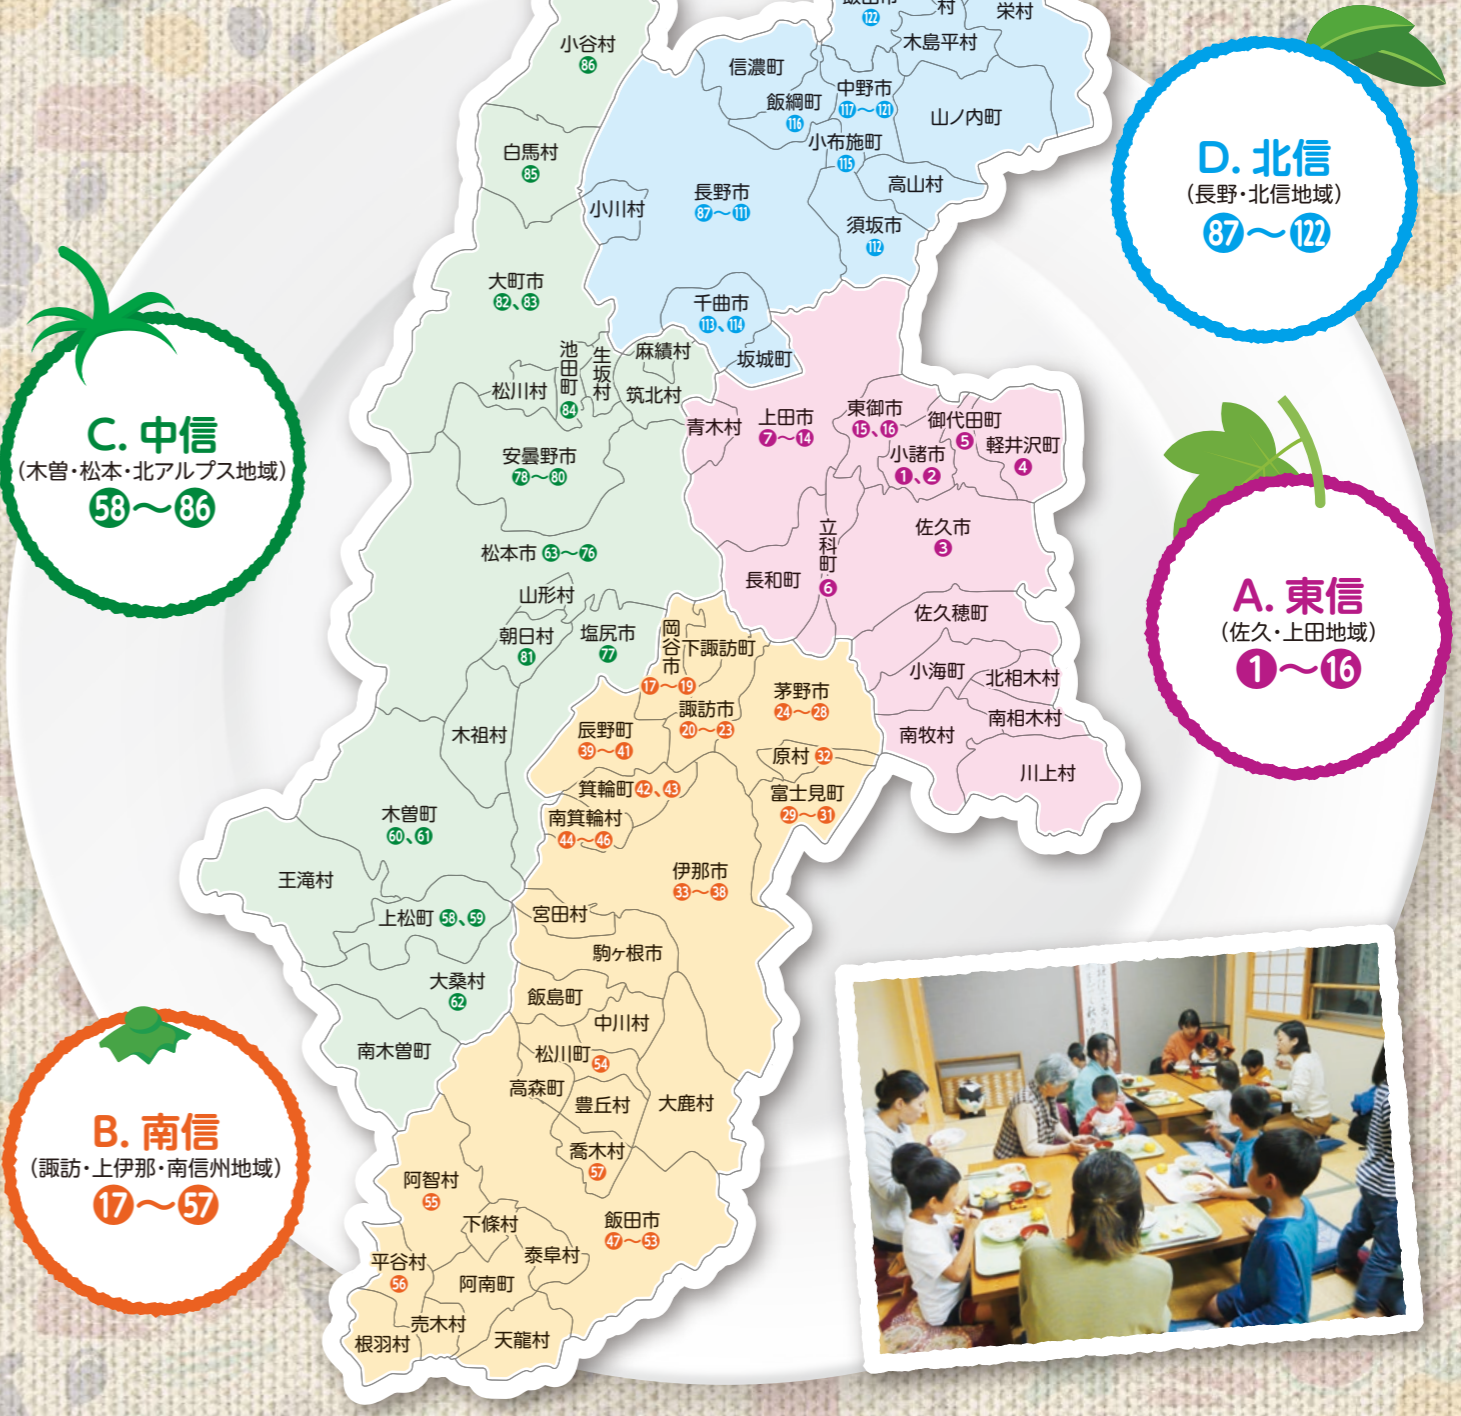 飯山市
122
村
栄村
木島平村
信濃町
飯綱町
116
中野市
117〜121
山ノ内町
小布施町
115
高山村
長野市
87〜111
小川村
須坂市
112
千曲市
113、114
坂城町
D. 北信
（長野・北信地域）
87〜122
小谷村
86
白馬村
85
大町市
82、83
池田町
84
生坂村
麻績村
筑北村
松川村
安曇野市
78〜80
松本市 63〜76
山形村
朝日村
81
塩尻市
77
木祖村
木曽町
60、61
王滝村
上松町 58、59
大桑村
62
南木曽町
C. 中信
（木曽・松本・北アルプス地域）
58〜86
青木村
上田市
7〜14
東御市
15、16
御代田町
5
軽井沢町
4
小諸市
1、2
佐久市
3
立科町
6
長和町
佐久穂町
小海町
北相木村
南相木村
南牧村
川上村
A. 東信
（佐久・上田地域）
1〜16
岡谷市
17〜19
下諏訪町
諏訪市
20〜23
茅野市
24〜28
原村 32
富士見町
29〜31
辰野町
39〜41
箕輪町 42、43
南箕輪村
44〜46
伊那市
33〜38
宮田村
駒ヶ根市
飯島町
中川村
松川町 54
高森町
豊丘村
大鹿村
喬木村
57
阿智村
55
下條村
飯田市
47〜53
泰阜村
平谷村
56
阿南町
売木村
根羽村
天龍村
B. 南信
（諏訪・上伊那・南信州地域）
17〜57